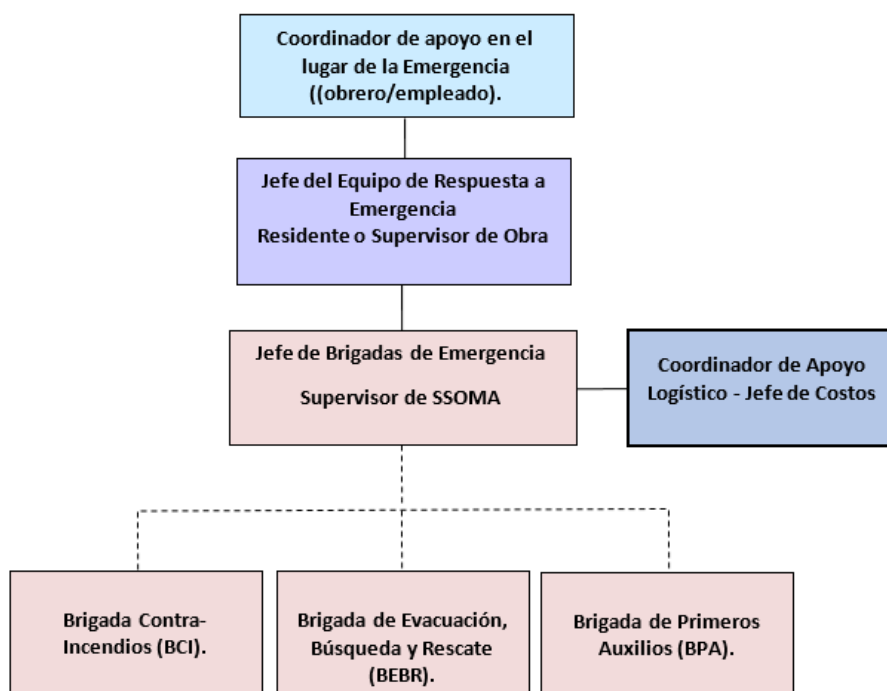 Coordinador de apoyo en el
lugar de la Emergencia
((obrero/empleado).
Jefe del Equipo de Respuesta a
Emergencia
Residente o Supervisor de Obra
Jefe de Brigadas de Emergencia
Supervisor de SSOMA
Coordinador de Apoyo
Logístico - Jefe de Costos
Brigada Contra-
Incendios (BCI).
Brigada de Evacuación,
Búsqueda y Rescate
(BEBR).
Brigada de Primeros
Auxilios (BPA).